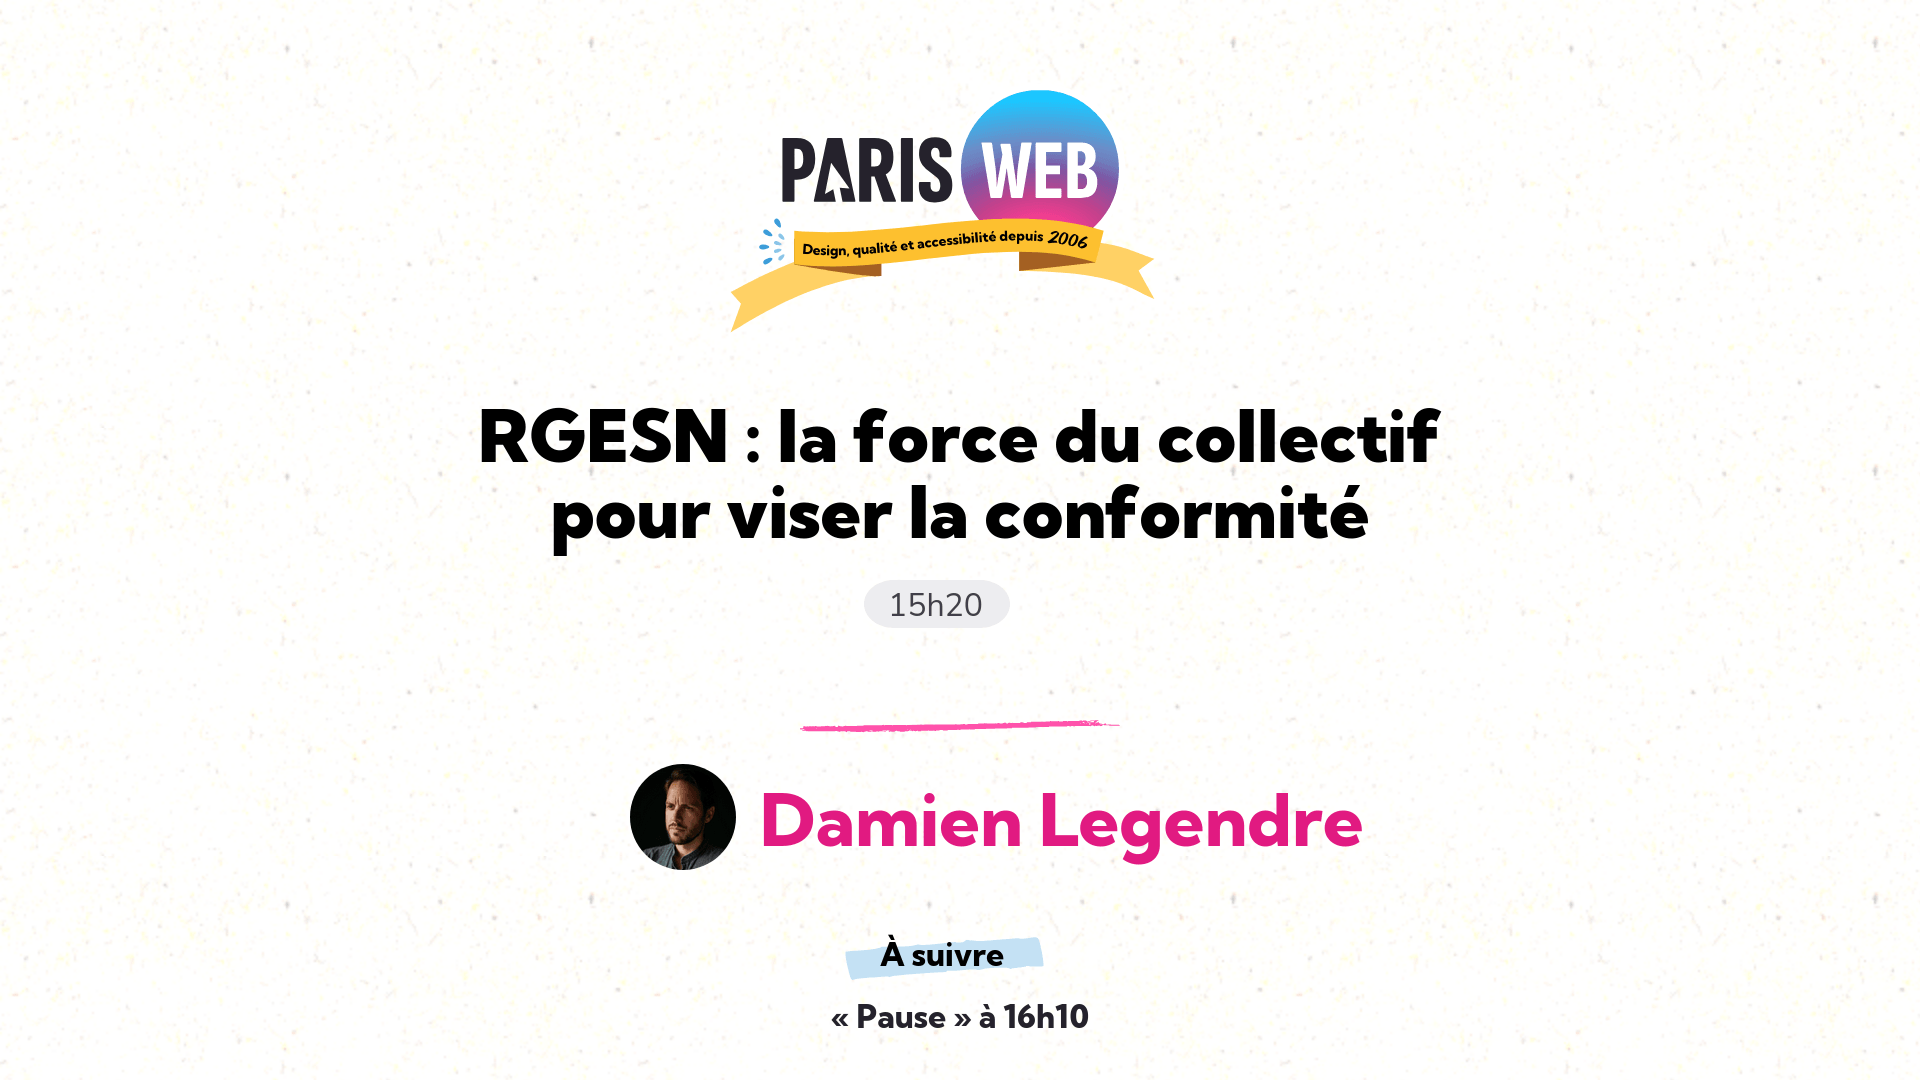 PARIS WEB
Design, qualité et accessibilité depuis 2006
RGESN : la force du collectif
pour viser la conformité
15h20
Damien Legendre
À suivre
« Pause » à 16h10